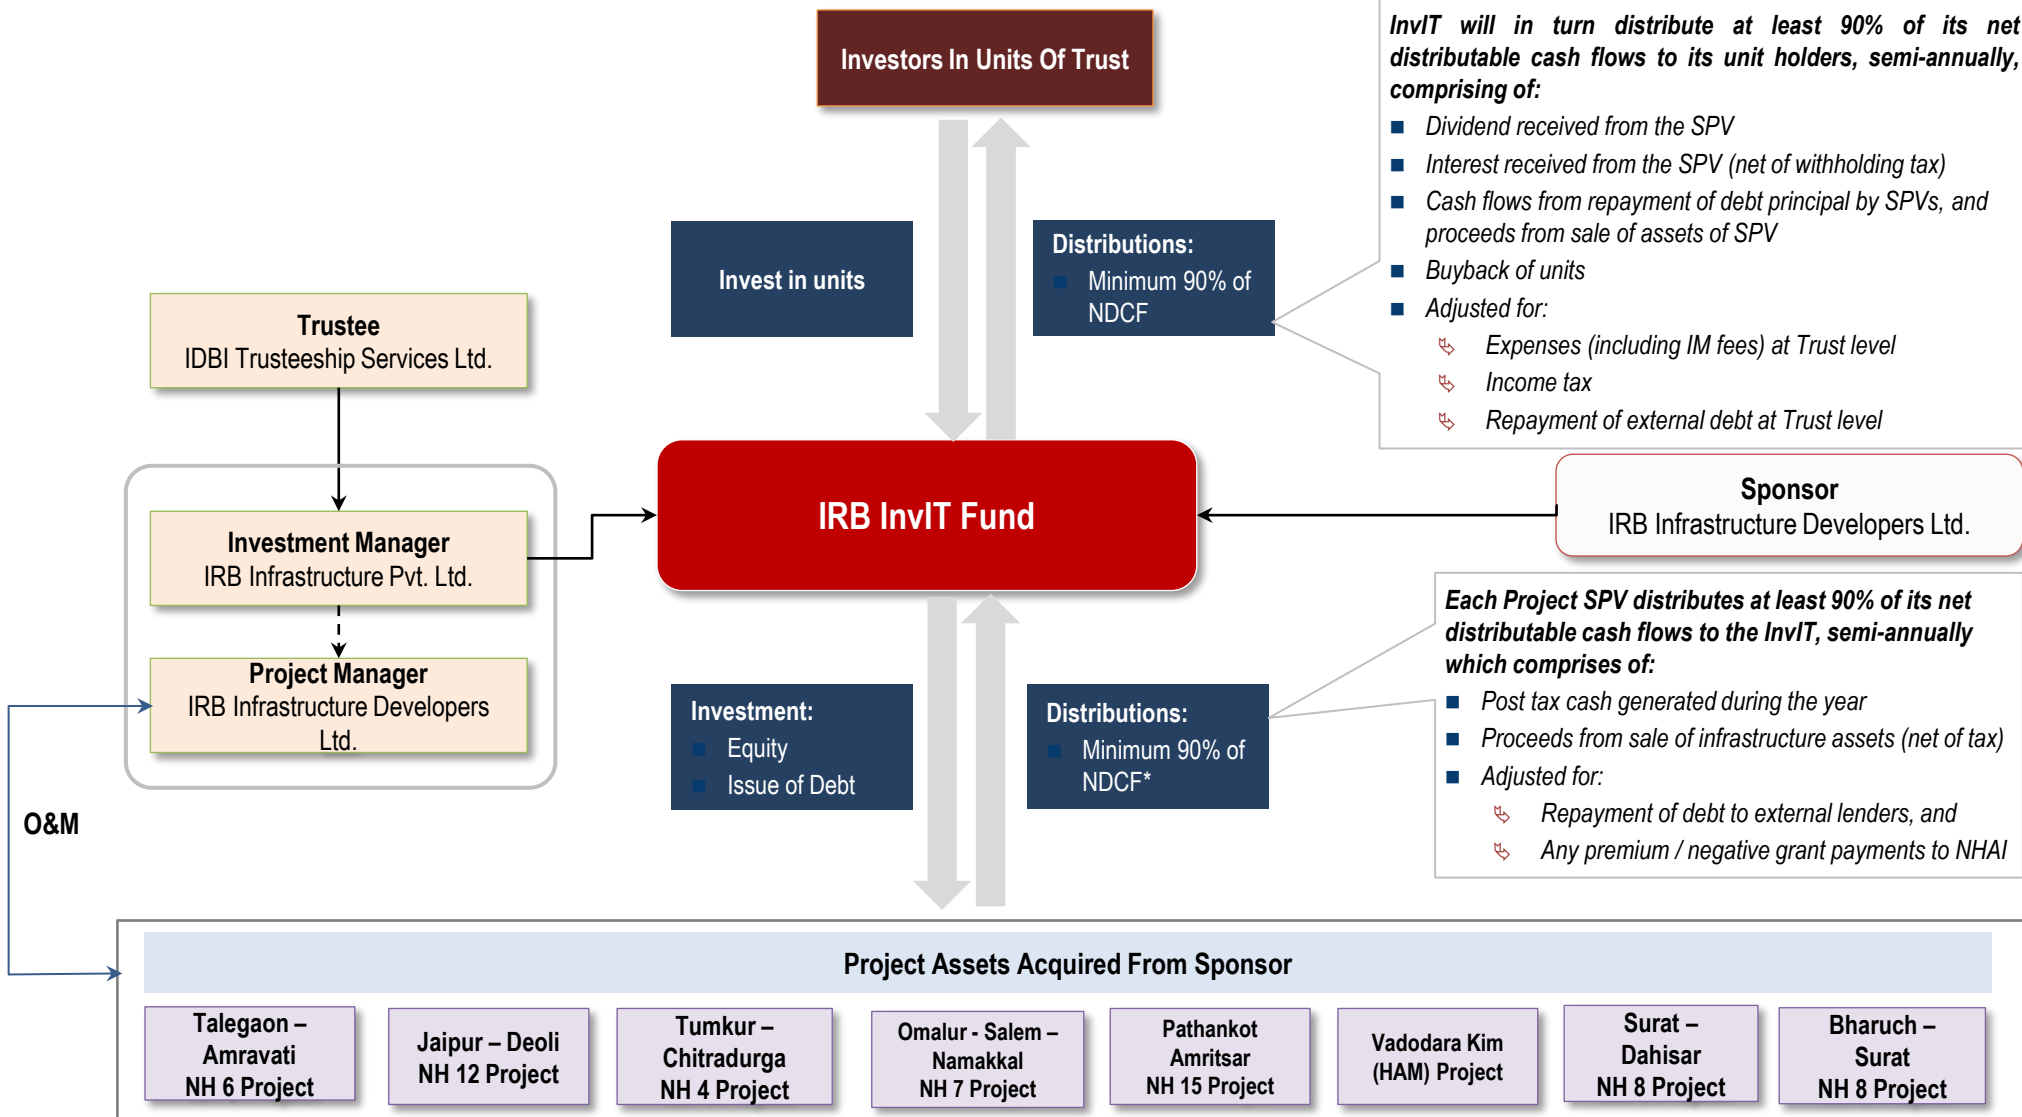 Investors In Units Of Trust
InvIT will in turn distribute at least 90% of its net
distributable cash flows to its unit holders, semi-annually,
comprising of:
Dividend received from the SPV
Interest received from the SPV (net of withholding tax)
Cash flows from repayment of debt principal by SPVs, and
proceeds from sale of assets of SPV
Buyback of units
Adjusted for:
Expenses (including IM fees) at Trust level
Income tax
Repayment of external debt at Trust level
Invest in units
Distributions:
Minimum 90% of
NDCF
Trustee
IDBI Trusteeship Services Ltd.
Investment Manager
IRB Infrastructure Pvt. Ltd.
Project Manager
IRB Infrastructure Developers
Ltd.
IRB InvIT Fund
Sponsor
IRB Infrastructure Developers Ltd.
Each Project SPV distributes at least 90% of its net
distributable cash flows to the InvIT, semi-annually
which comprises of:
Post tax cash generated during the year
Proceeds from sale of infrastructure assets (net of tax)
Adjusted for:
Repayment of debt to external lenders, and
Any premium / negative grant payments to NHAI
Investment:
Equity
Issue of Debt
Distributions:
Minimum 90% of
NDCF*
O&M
Project Assets Acquired From Sponsor
Talegaon –
Amravati
NH 6 Project
Jaipur – Deoli
NH 12 Project
Tumkur –
Chitradurga
NH 4 Project
Omalur - Salem –
Namakkal
NH 7 Project
Pathankot
Amritsar
NH 15 Project
Vadodara Kim
(HAM) Project
Surat –
Dahisar
NH 8 Project
Bharuch –
Surat
NH 8 Project